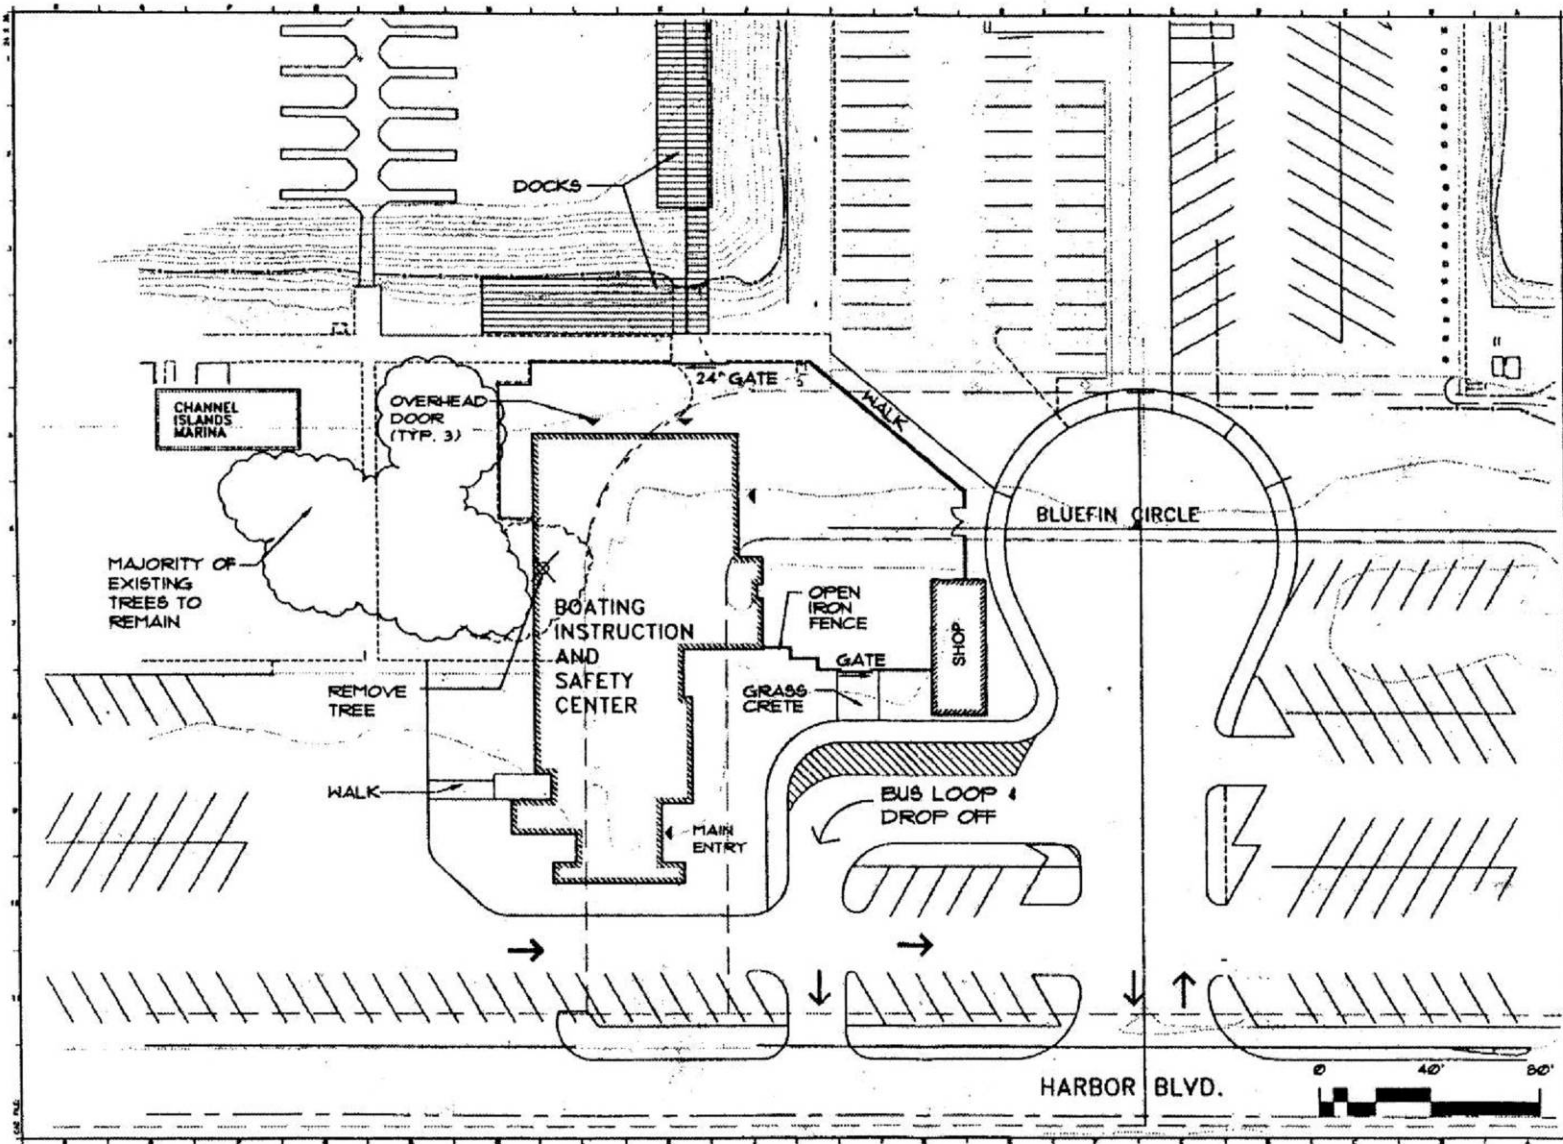 DOCKS
24' GATE
WALK
OVERHEAD
DOOR
(TYP. 3)
CHANNEL
ISLANDS
MARINA
BLUEFIN CIRCLE
MAJORITY OF
EXISTING
TREES TO
REMAIN
BOATING
INSTRUCTION
AND
SAFETY
CENTER
OPEN
IRON
FENCE
SHOP
GATE
GRASS
CRETE
REMOVE
TREE
WALK
BUS LOOP &
DROP OFF
MAIN
ENTRY
HARBOR BLVD.
0 40' 80'